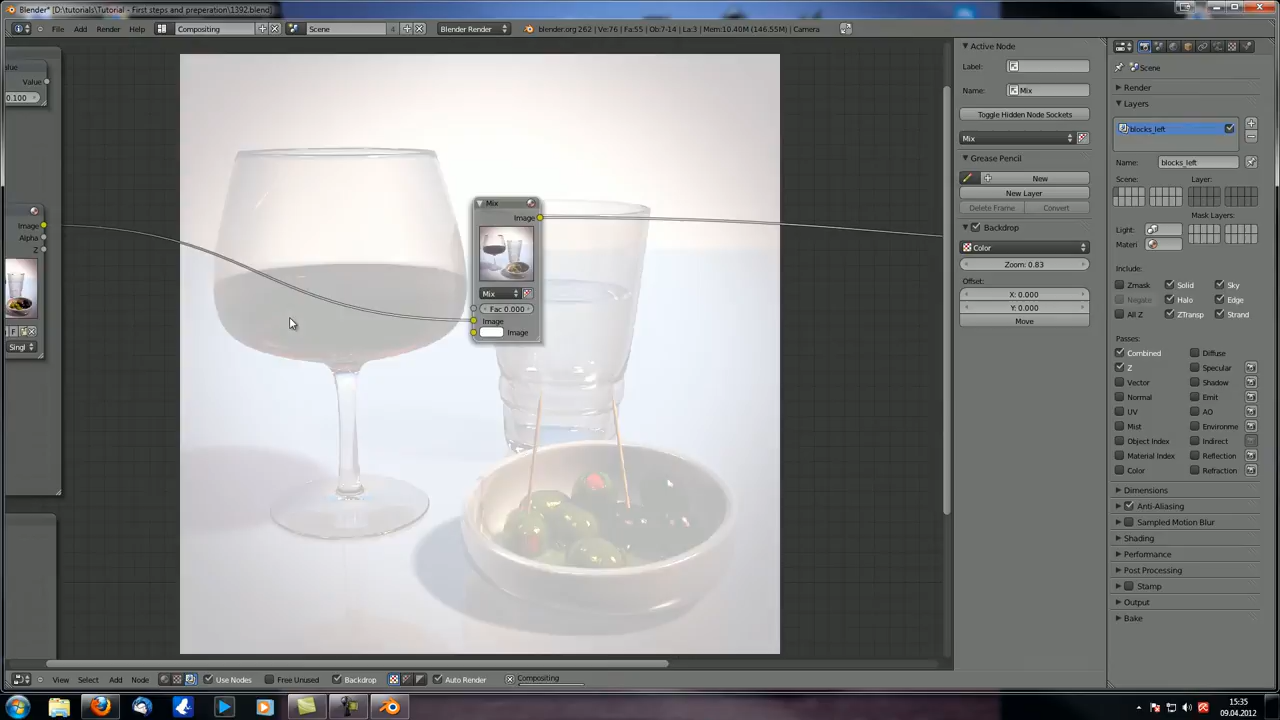 Blender* [D:\tutorials\Tutorial - First steps and preperation\1392.blend]
File Add Render Help Compositing Scene 4 Blender Render blender.org 262 | Ve:76 | Fa:55 | Ob:7-14 | La:3 | Mem:10.40M (146.55M) | Camera
alue
Value
0.100
Image
Alpha
Z
F
Singl
Mix
Image
Mix
Fac 0.000
Image
Image
Active Node
Label:
Name: Mix
Toggle Hidden Node Sockets
Mix
Grease Pencil
New
New Layer
Delete Frame Convert
Backdrop
Color
Zoom: 0.83
Offset:
X: 0.000
Y: 0.000
Move
Scene
Render
Layers
blocks_left
Name: blocks_left
Scene: Layer:
Mask Layers:
Light:
Materi
Include:
Zmask Solid Sky
Negate Halo Edge
All Z ZTransp Strand
Passes:
Combined Diffuse
Z Specular
Vector Shadow
Normal Emit
UV AO
Mist Environme
Object Index Indirect
Material Index Reflection
Color Refraction
Dimensions
Anti-Aliasing
Sampled Motion Blur
Shading
Performance
Post Processing
Stamp
Output
Bake
View Select Add Node Use Nodes Free Unused Backdrop Auto Render Compositing
15:35
09.04.2012